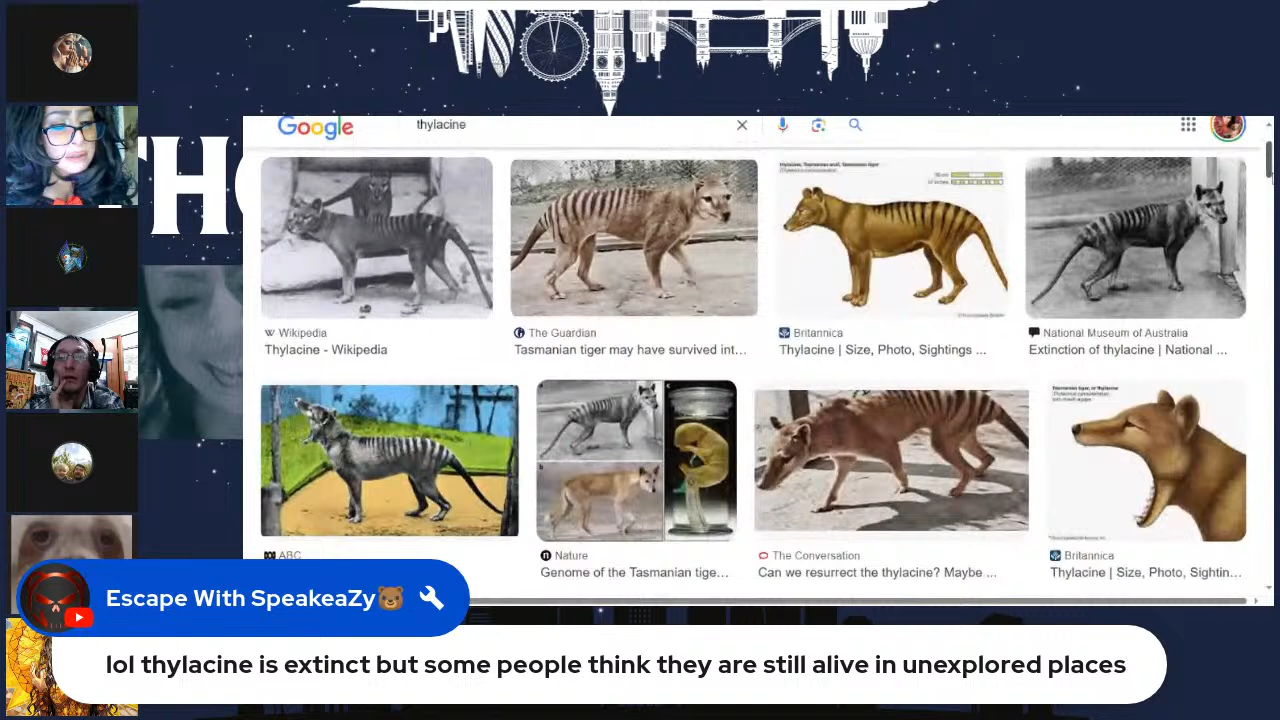 HO
Google
thylacine
Wikipedia
Thylacine - Wikipedia
The Guardian
Tasmanian tiger may have survived int...
Britannica
Thylacine | Size, Photo, Sightings ...
National Museum of Australia
Extinction of thylacine | National ...
ABC
Nature
Genome of the Tasmanian tige...
The Conversation
Can we resurrect the thylacine? Maybe ...
Britannica
Thylacine | Size, Photo, Sightin...
Escape With SpeakeaZy
lol thylacine is extinct but some people think they are still alive in unexplored places